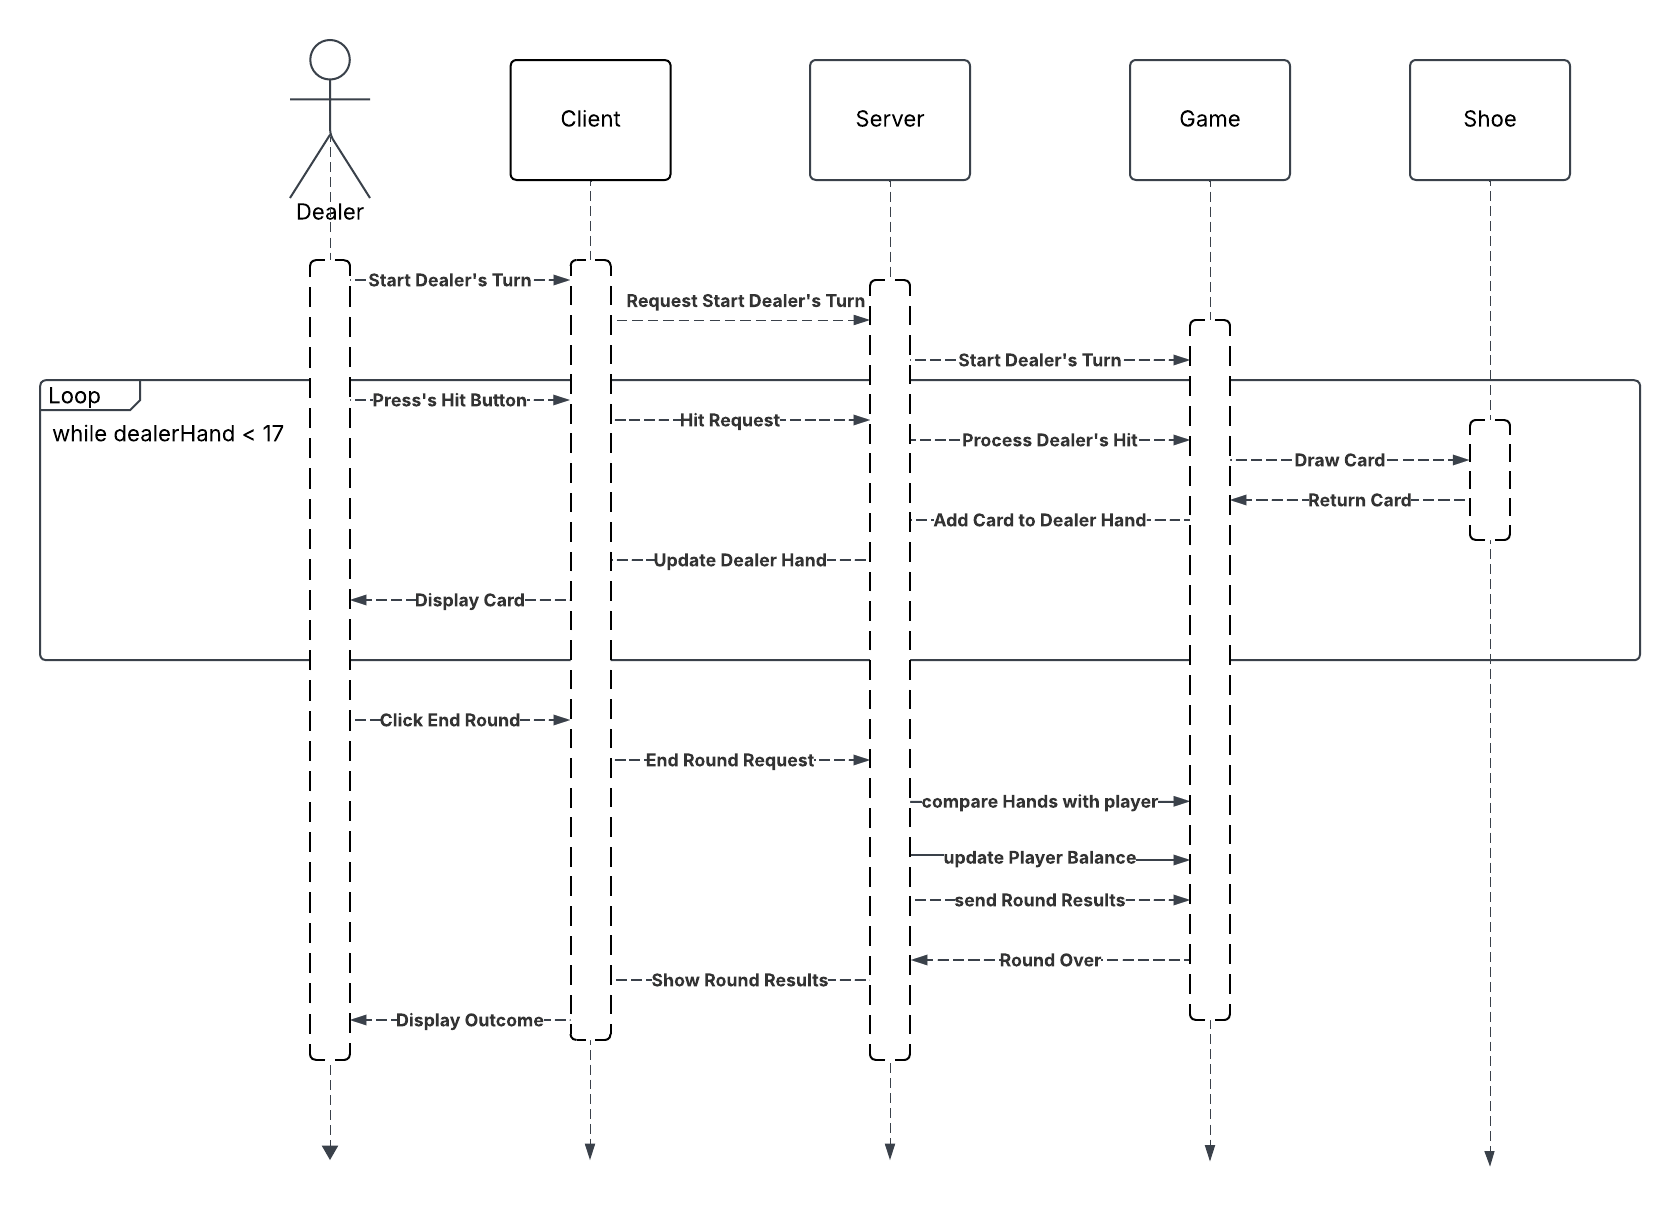 Client
Server
Game
Shoe
Dealer
Start Dealer's Turn
Request Start Dealer's Turn
Start Dealer's Turn
Loop
while dealerHand < 17
Press's Hit Button
Hit Request
Process Dealer's Hit
Draw Card
Return Card
Add Card to Dealer Hand
Update Dealer Hand
Display Card
Click End Round
End Round Request
compare Hands with player
update Player Balance
send Round Results
Round Over
Show Round Results
Display Outcome